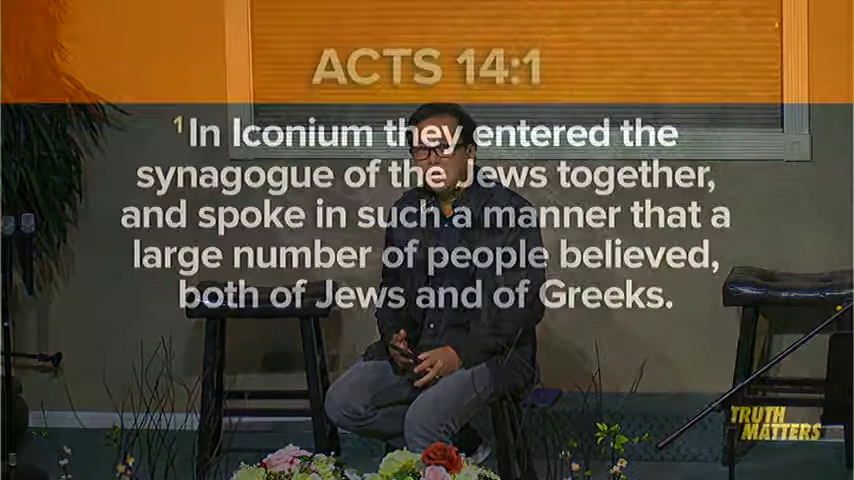 ACTS 14:1
1 In Iconium they entered the
synagogue of the Jews together,
and spoke in such a manner that a
large number of people believed,
both of Jews and of Greeks.
TRUTH
MATTERS